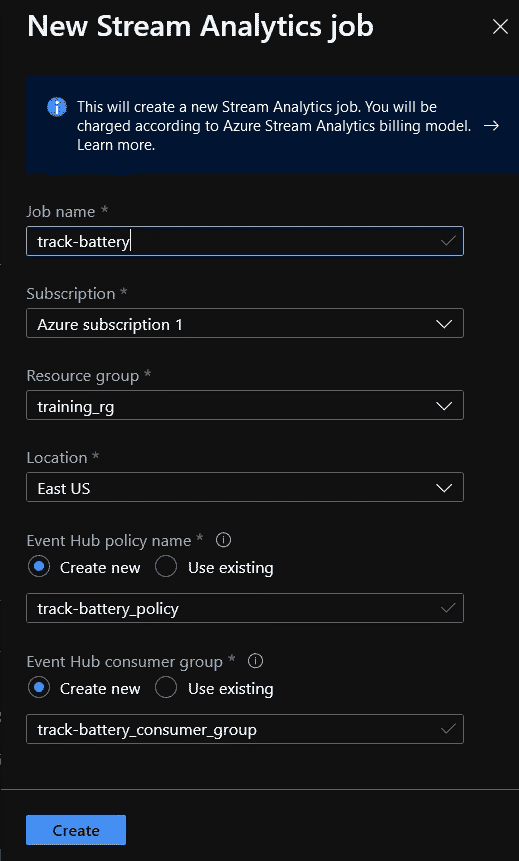 New Stream Analytics job
This will create a new Stream Analytics job. You will be
charged according to Azure Stream Analytics billing model.
Learn more.
Job name *
track-battery
Subscription *
Azure subscription 1
Resource group *
training_rg
Location *
East US
Event Hub policy name *
Create new Use existing
track-battery_policy
Event Hub consumer group *
Create new Use existing
track-battery_consumer_group
Create